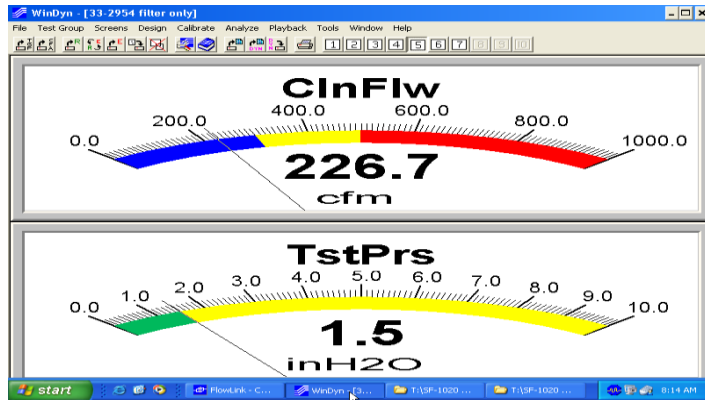 WinDyn - [33-2954 filter only]
File Test Group Screens Design Calibrate Analyze Playback Tools Window Help
1 2 3 4 5 6 7 8 9 10
ClnFlw
0.0 200.0 400.0 600.0 800.0 1000.0
226.7
cfm
TstPrs
0.0 1.0 2.0 3.0 4.0 5.0 6.0 7.0 8.0 9.0 10.0
1.5
inH2O
start FlowLink - C... WinDyn - [3... T:\SF-1020 ... T:\SF-1020 ... 8:14 AM